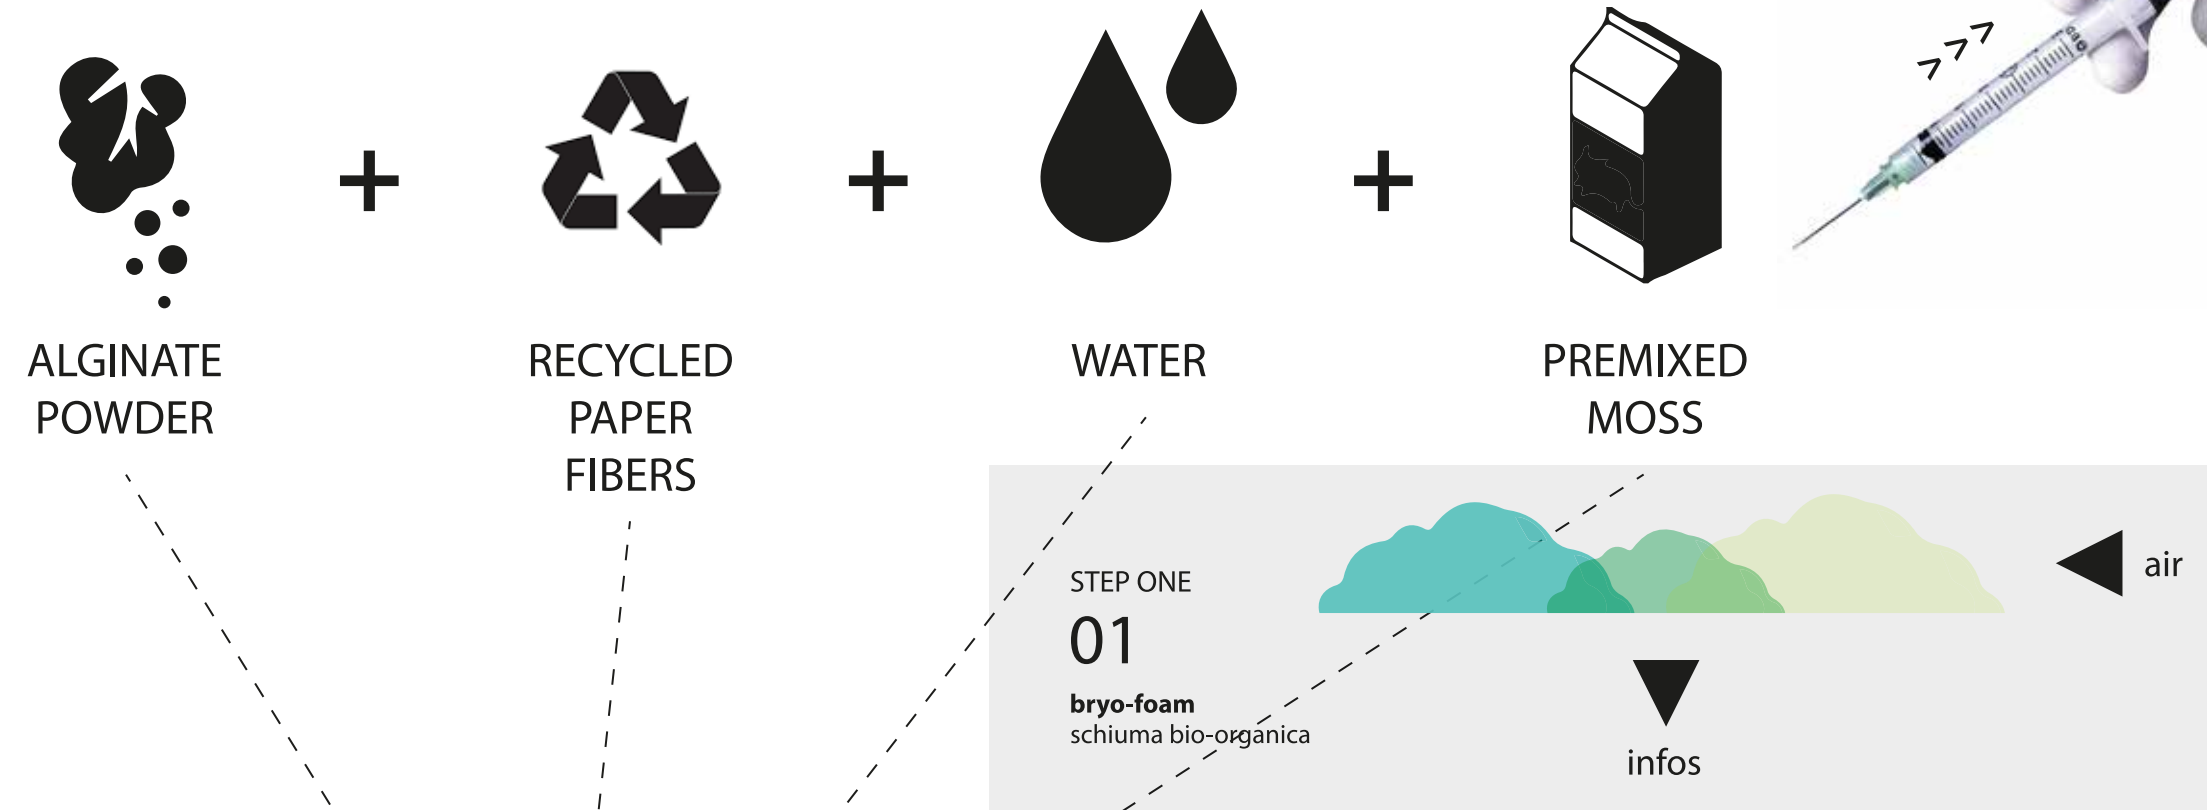 +
+
+
>>>
ALGINATE
POWDER
RECYCLED
PAPER
FIBERS
WATER
PREMIXED
MOSS
STEP ONE
01
bryo-foam
schiuma bio-organica
air
infos